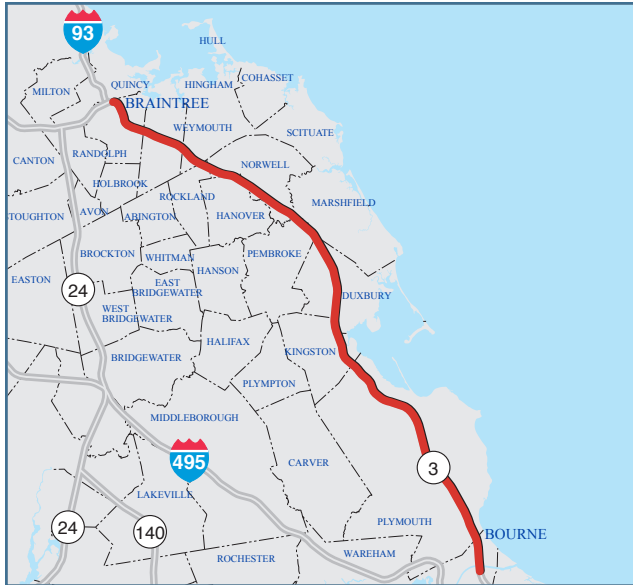 93
HULL
COHASSET
MILTON
QUINCY
HINGHAM
BRAINTREE
WEYMOUTH
SCITUATE
CANTON
RANDOLPH
NORWELL
HOLBROOK
ROCKLAND
MARSHFIELD
STOUGHTON
AVON
ABINGTON
HANOVER
BROCKTON
WHITMAN
PEMBROKE
HANSON
EASTON
24
EAST
BRIDGEWATER
DUXBURY
WEST
BRIDGEWATER
HALIFAX
BRIDGEWATER
KINGSTON
PLYMPTON
MIDDLEBOROUGH
495
CARVER
3
LAKEVILLE
24
140
PLYMOUTH
BOURNE
ROCHESTER
WAREHAM